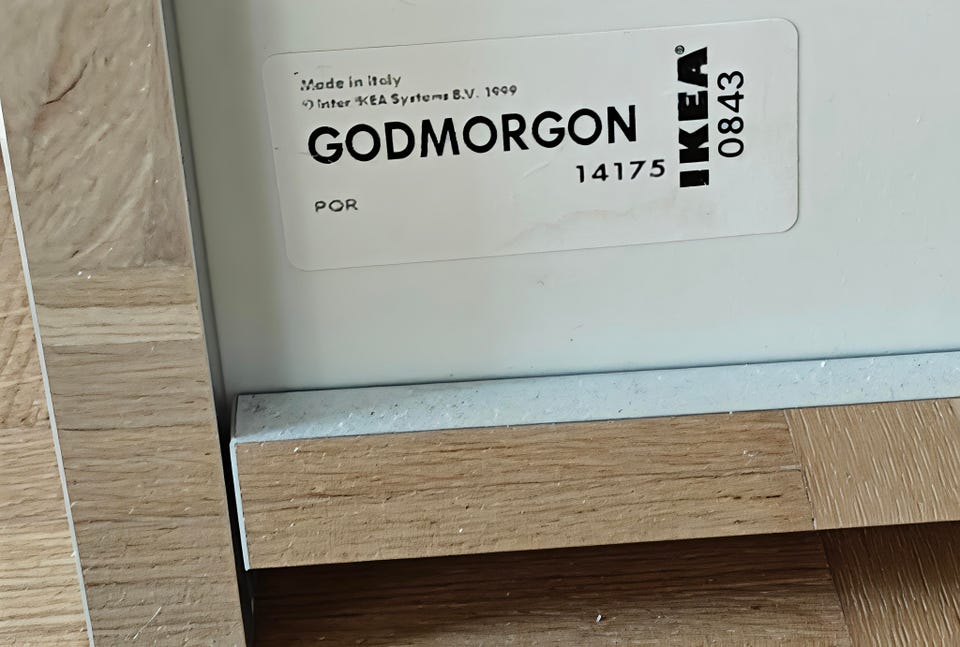 Made in Italy
© Inter IKEA Systems B.V. 1999
GODMORGON
14175
POR
IKEA®
0843